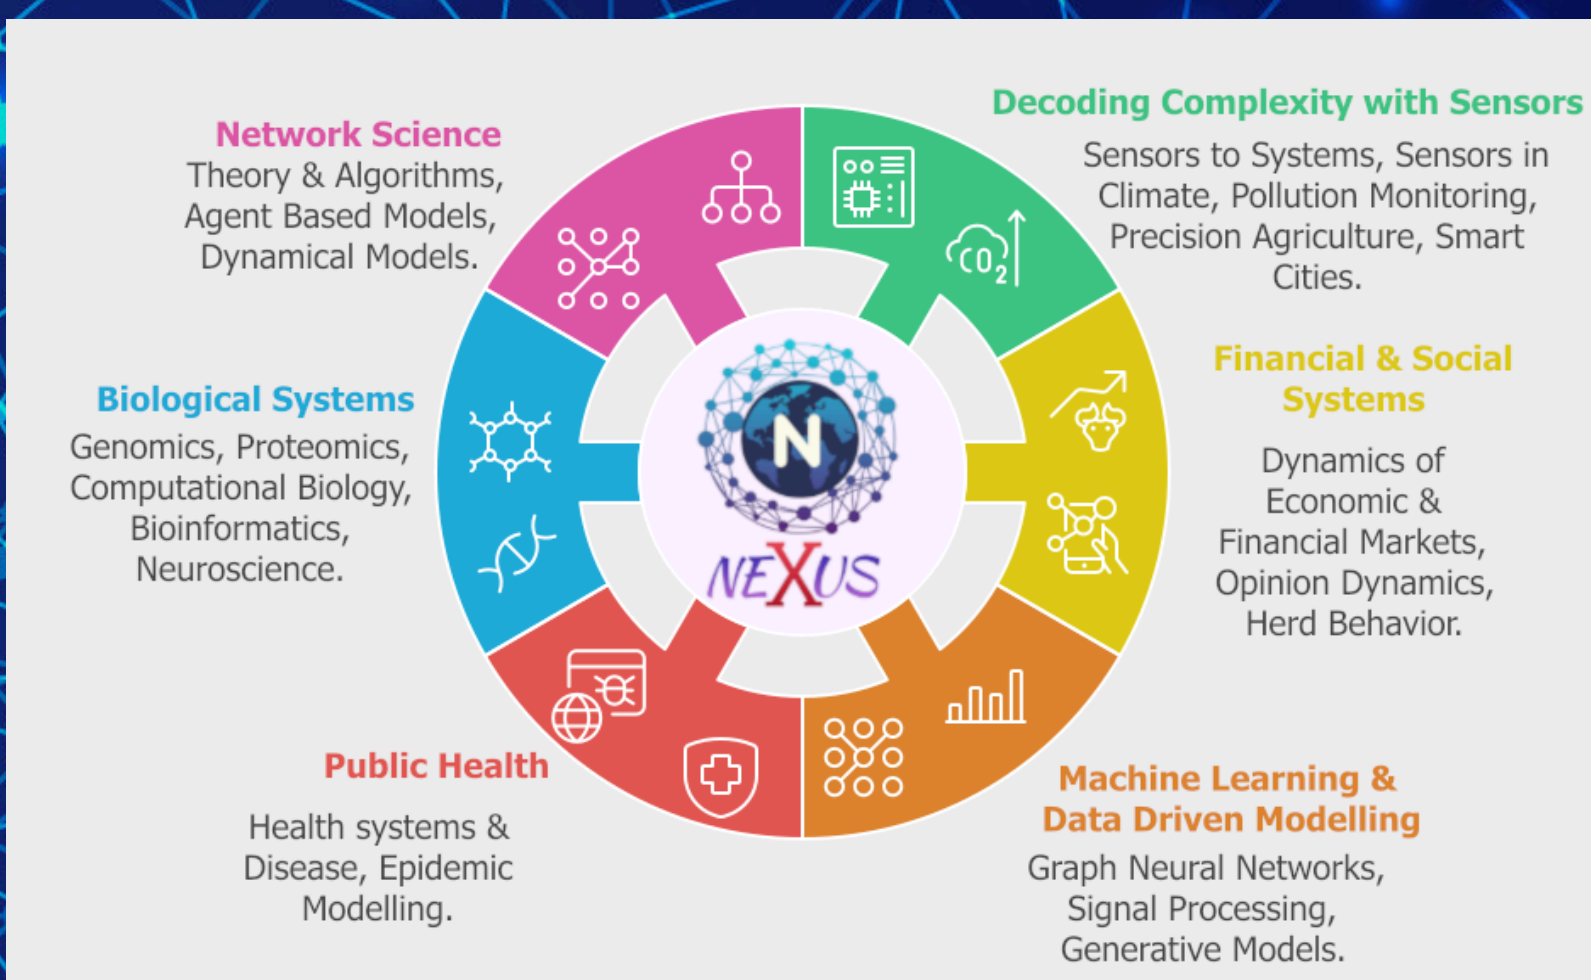 Network Science
Theory & Algorithms,
Agent Based Models,
Dynamical Models.
Decoding Complexity with Sensors
Sensors to Systems, Sensors in
Climate, Pollution Monitoring,
Precision Agriculture, Smart
Cities.
CO2
Biological Systems
Genomics, Proteomics,
Computational Biology,
Bioinformatics,
Neuroscience.
N
NEXUS
Financial & Social
Systems
Dynamics of
Economic &
Financial Markets,
Opinion Dynamics,
Herd Behavior.
Public Health
Health systems &
Disease, Epidemic
Modelling.
Machine Learning &
Data Driven Modelling
Graph Neural Networks,
Signal Processing,
Generative Models.